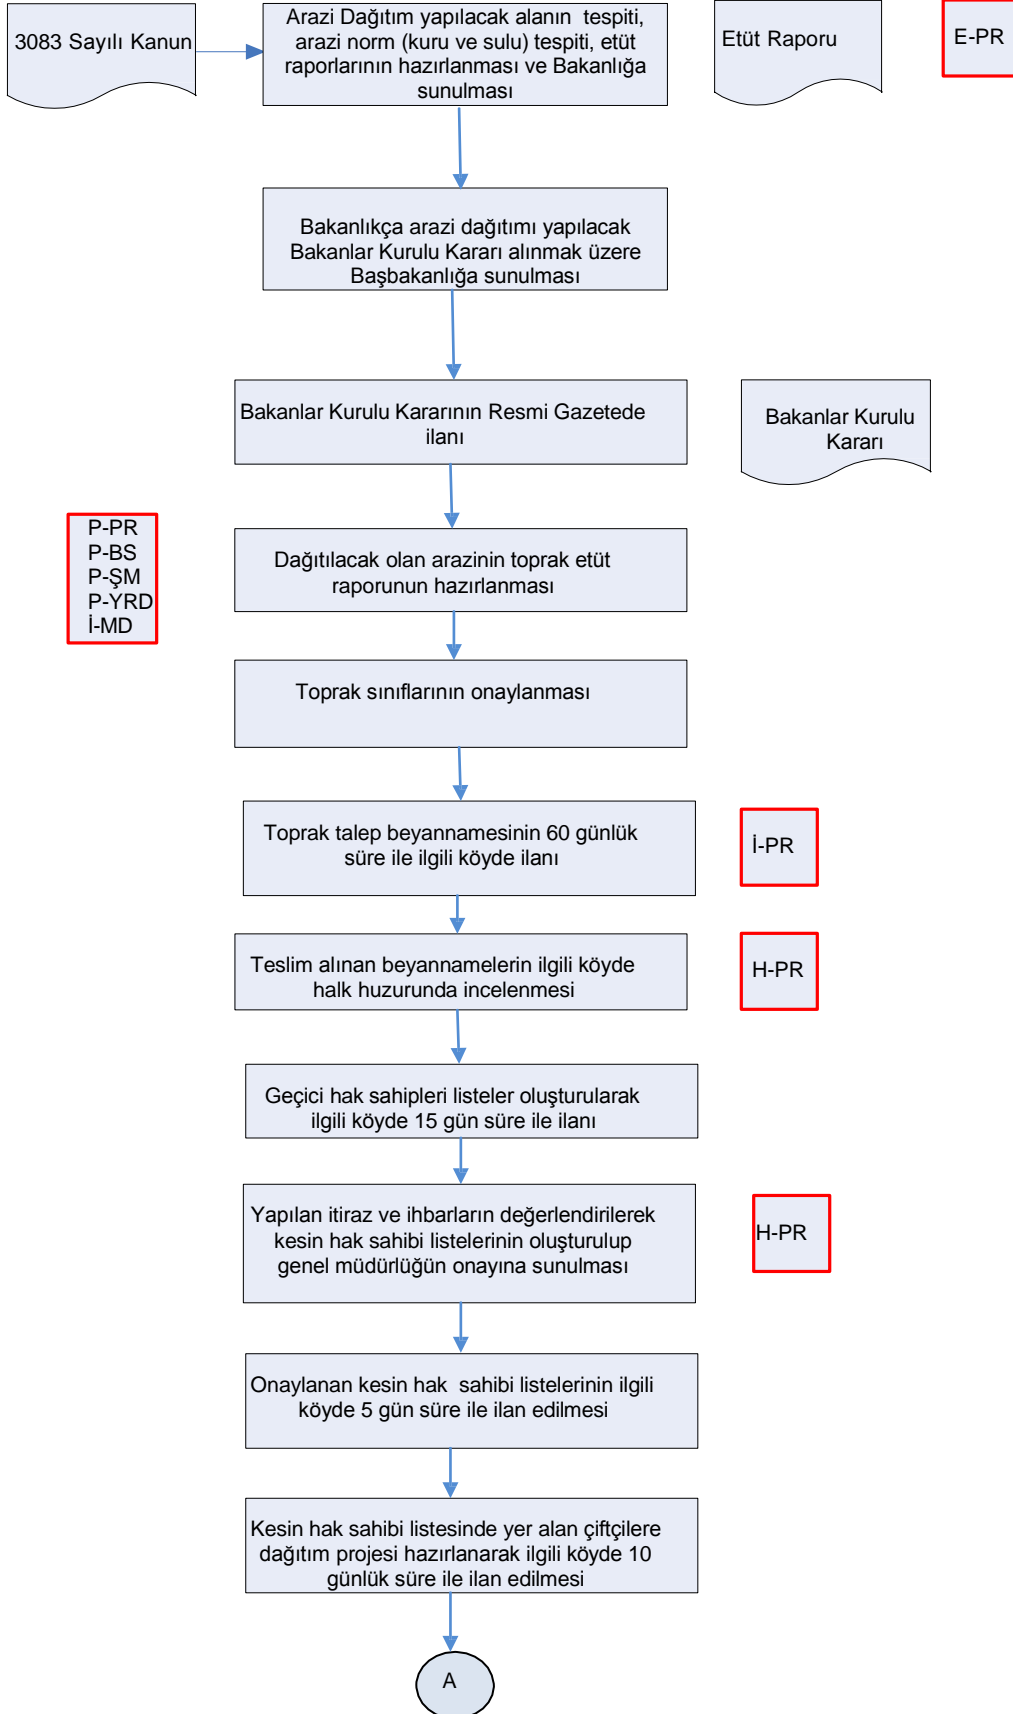 3083 Sayılı Kanun
Arazi Dağıtım yapılacak alanın tespiti,
arazi norm (kuru ve sulu) tespiti, etüt
raporlarının hazırlanması ve Bakanlığa
sunulması
Etüt Raporu
E-PR
Bakanlıkça arazi dağıtımı yapılacak
Bakanlar Kurulu Kararı alınmak üzere
Başbakanlığa sunulması
Bakanlar Kurulu Kararının Resmi Gazetede
ilanı
Bakanlar Kurulu
Kararı
P-PR
P-BS
P-ŞM
P-YRD
İ-MD
Dağıtılacak olan arazinin toprak etüt
raporunun hazırlanması
Toprak sınıflarının onaylanması
Toprak talep beyannamesinin 60 günlük
süre ile ilgili köyde ilanı
İ-PR
Teslim alınan beyannamelerin ilgili köyde
halk huzurunda incelenmesi
H-PR
Geçici hak sahipleri listeler oluşturularak
ilgili köyde 15 gün süre ile ilanı
Yapılan itiraz ve ihbarların değerlendirilerek
kesin hak sahibi listelerinin oluşturulup
genel müdürlüğün onayına sunulması
H-PR
Onaylanan kesin hak sahibi listelerinin ilgili
köyde 5 gün süre ile ilan edilmesi
Kesin hak sahibi listesinde yer alan çiftçilere
dağıtım projesi hazırlanarak ilgili köyde 10
günlük süre ile ilan edilmesi
A